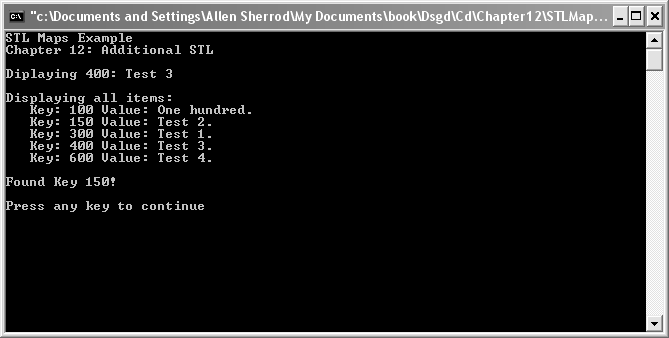 "c:\Documents and Settings\Allen Sherrod\My Documents\book\Dsgd\Cd\Chapter12\STLMap...
STL Maps Example
Chapter 12: Additional STL
Diplaying 400: Test 3
Displaying all items:
Key: 100 Value: One hundred.
Key: 150 Value: Test 2.
Key: 300 Value: Test 1.
Key: 400 Value: Test 3.
Key: 600 Value: Test 4.
Found Key 150!
Press any key to continue